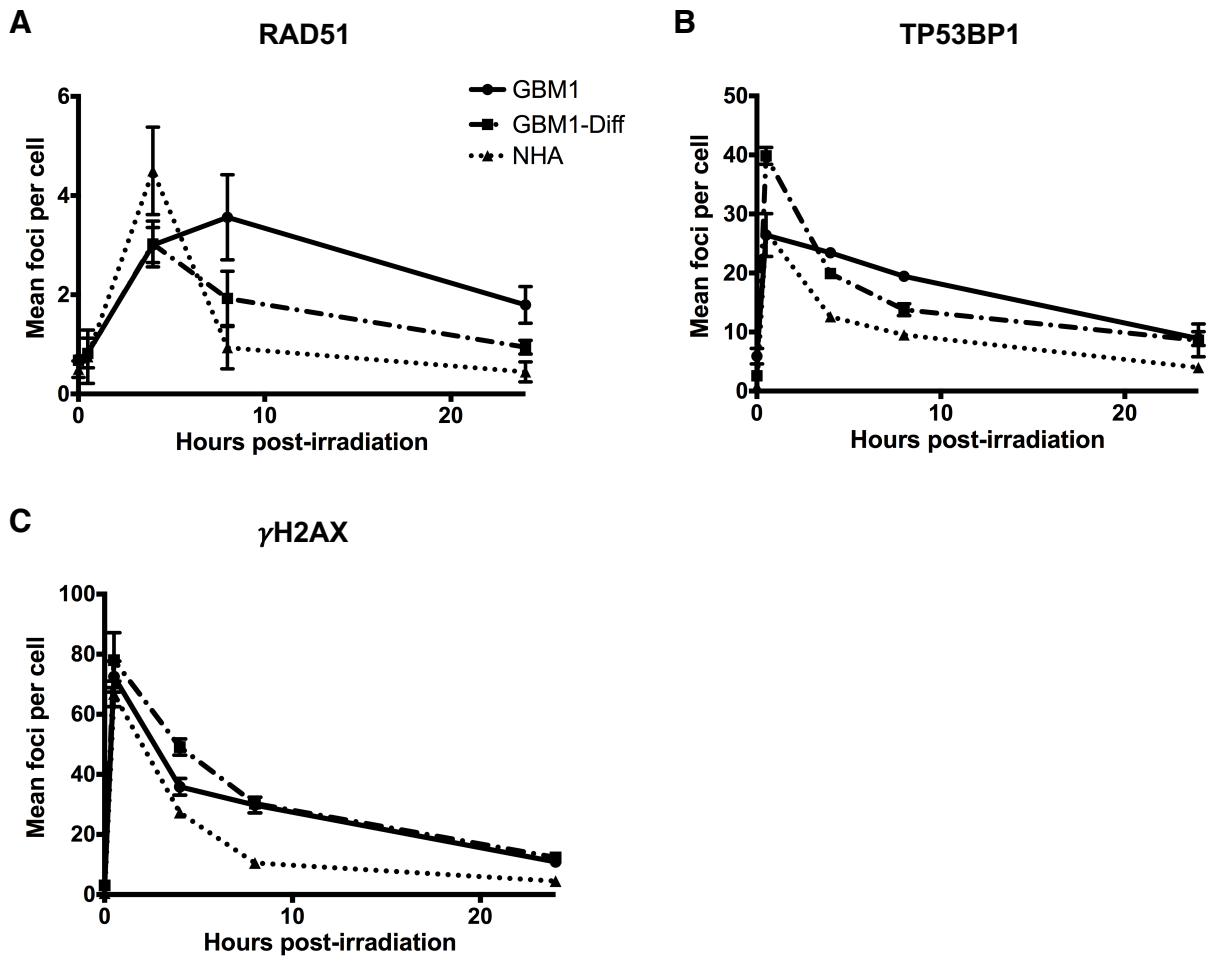 A
RAD51
GBM1
GBM1-Diff
NHA
6
4
2
0
Mean foci per cell
0 10 20
Hours post-irradiation
B
TP53BP1
50
40
30
20
10
0
Mean foci per cell
0 10 20
Hours post-irradiation
C
γH2AX
100
80
60
40
20
0
Mean foci per cell
0 10 20
Hours post-irradiation